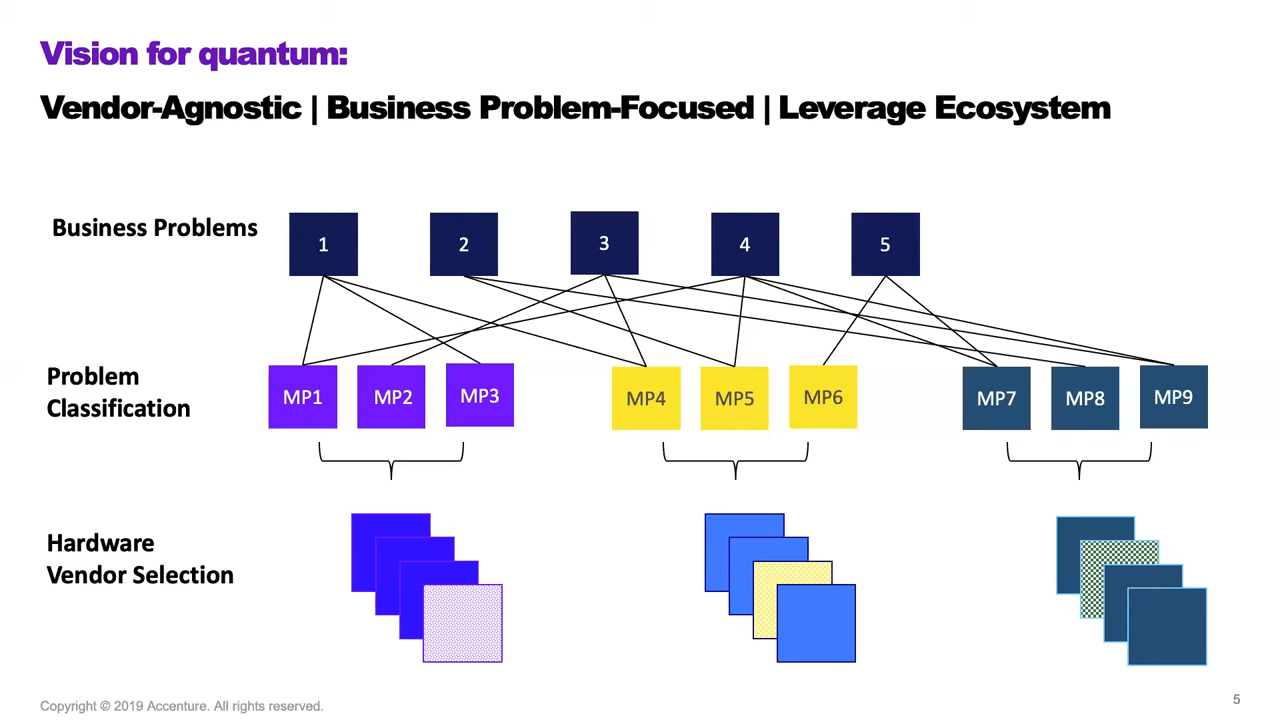 Vision for quantum:
Vendor-Agnostic | Business Problem-Focused | Leverage Ecosystem
Business Problems
1
2
3
4
5
Problem
Classification
MP1
MP2
MP3
MP4
MP5
MP6
MP7
MP8
MP9
Hardware
Vendor Selection
Copyright © 2019 Accenture. All rights reserved.
5